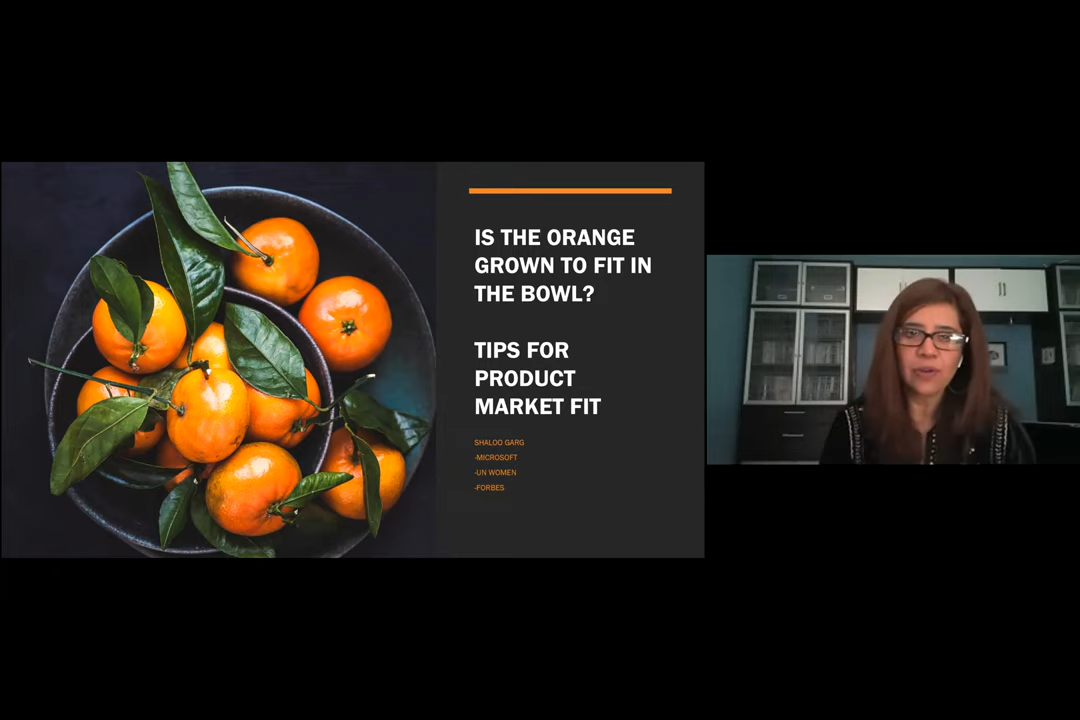 IS THE ORANGE
GROWN TO FIT IN
THE BOWL?
TIPS FOR
PRODUCT
MARKET FIT
SHALOO GARG
-MICROSOFT
-UN WOMEN
-FORBES